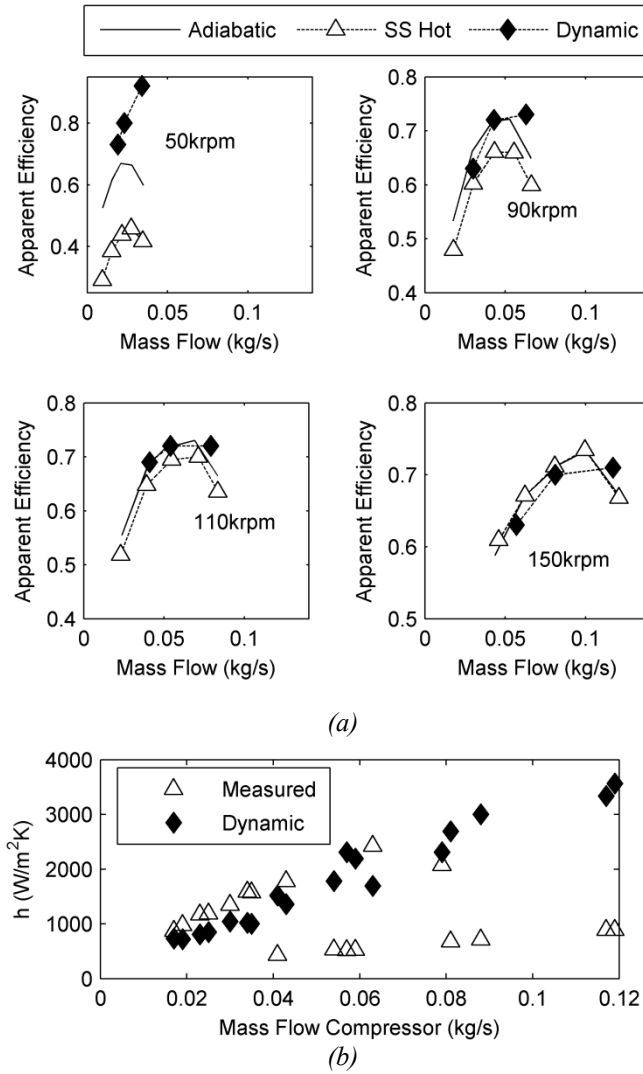 (a)
Adiabatic SS Hot Dynamic
Apparent Efficiency
0.8
0.6
0.4
50krpm
0 0.05 0.1
Mass Flow (kg/s)
Apparent Efficiency
0.8
0.7
0.6
0.5
0.4
90krpm
0 0.05 0.1
Mass Flow (kg/s)
Apparent Efficiency
0.8
0.7
0.6
0.5
0.4
110krpm
0 0.05 0.1
Mass Flow (kg/s)
Apparent Efficiency
0.8
0.7
0.6
0.5
150krpm
0 0.05 0.1
Mass Flow (kg/s)
(a)
h (W/m²K)
4000
3000
2000
1000
0
Measured
Dynamic
0 0.02 0.04 0.06 0.08 0.1 0.12
Mass Flow Compressor (kg/s)
(b)